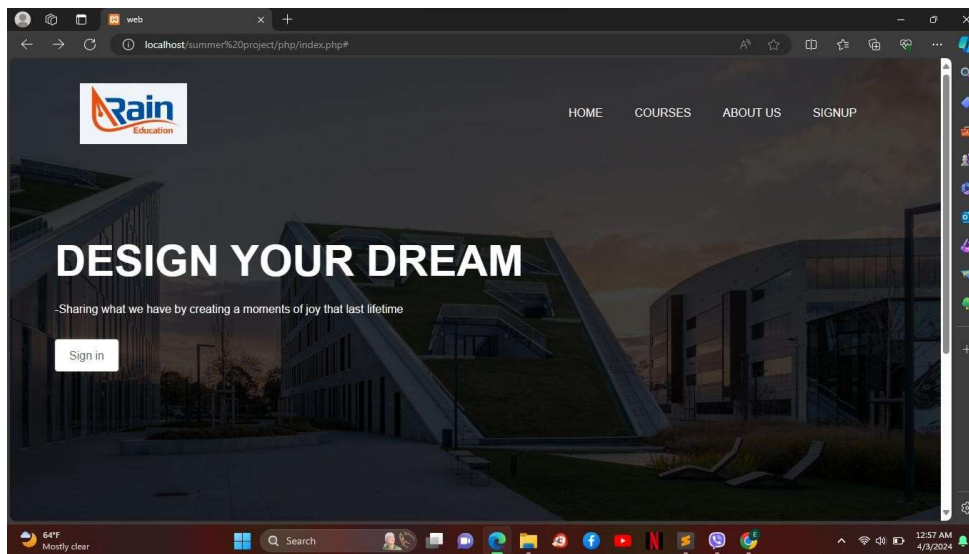 web
localhost/summer%20project/php/index.php#
Rain
Education
HOME COURSES ABOUT US SIGNUP
DESIGN YOUR DREAM
-Sharing what we have by creating a moments of joy that last lifetime
Sign in
64°F
Mostly clear
Search
12:57 AM
4/3/2024